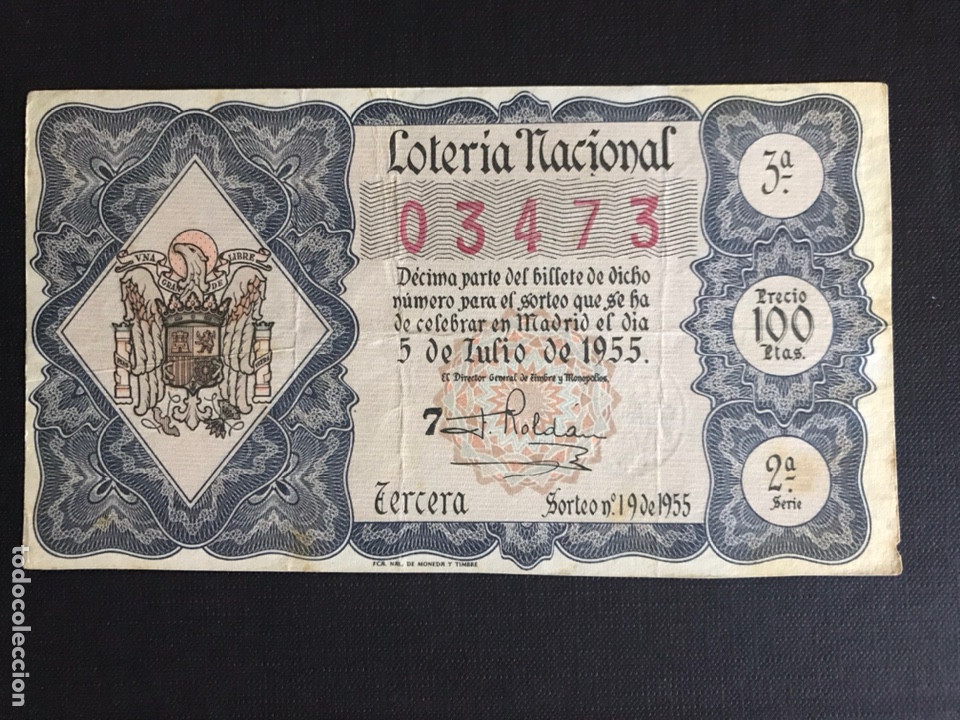 Lotería Nacional
03473
Décima parte del billete de dicho
número para el sorteo que se ha
de celebrar en Madrid el dia
5 de Julio de 1955.
El Director General de Timbre y Monopolios,
7 F. Roldan
Tercera
Sorteo nº. 19 de 1955
3ª
Precio
100
Ptas.
2ª
Serie
VNA
GRANDE
LIBRE
FCA. NAL. DE MONEDA Y TIMBRE
todocoleccion